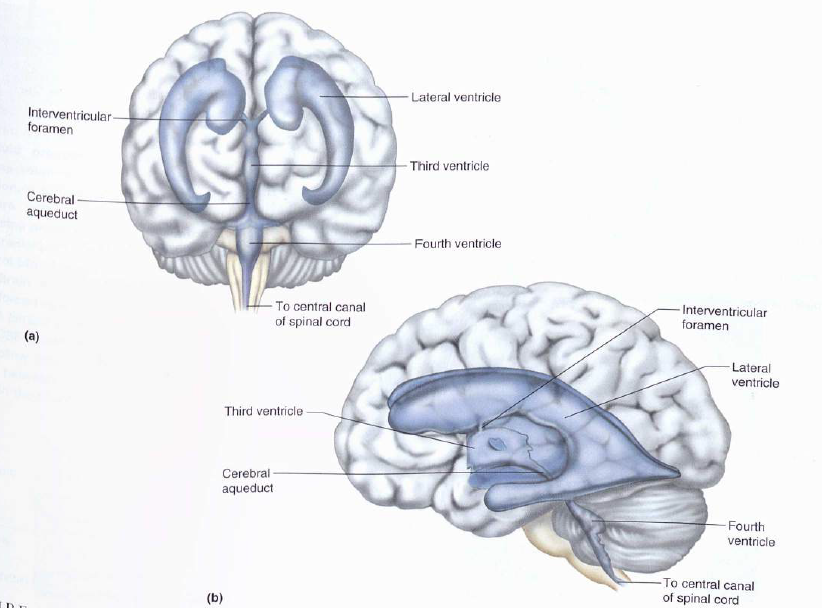 Lateral ventricle
Interventricular
foramen
Third ventricle
Cerebral
aqueduct
Fourth ventricle
To central canal
of spinal cord
(a)
Interventricular
foramen
Lateral
ventricle
Third ventricle
Cerebral
aqueduct
Fourth
ventricle
To central canal
of spinal cord
(b)